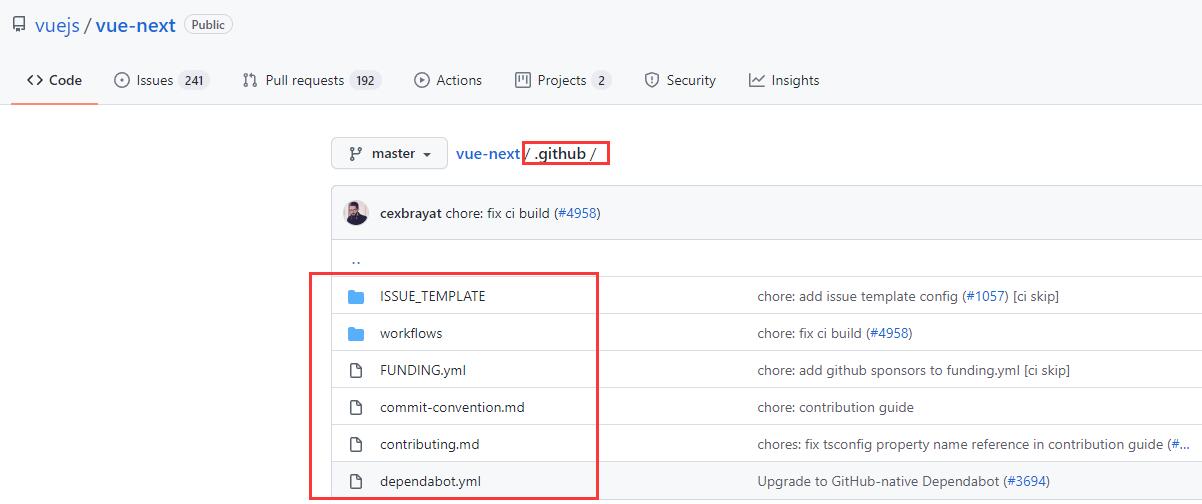 vuejs / vue-next Public
Code Issues 241 Pull requests 192 Actions Projects 2 Security Insights
master vue-next / .github /
cexbrayat chore: fix ci build (#4958)
..
ISSUE_TEMPLATE chore: add issue template config (#1057) [ci skip]
workflows chore: fix ci build (#4958)
FUNDING.yml chore: add github sponsors to funding.yml [ci skip]
commit-convention.md chore: contribution guide
contributing.md chores: fix tsconfig property name reference in contribution guide (#...
dependabot.yml Upgrade to GitHub-native Dependabot (#3694)